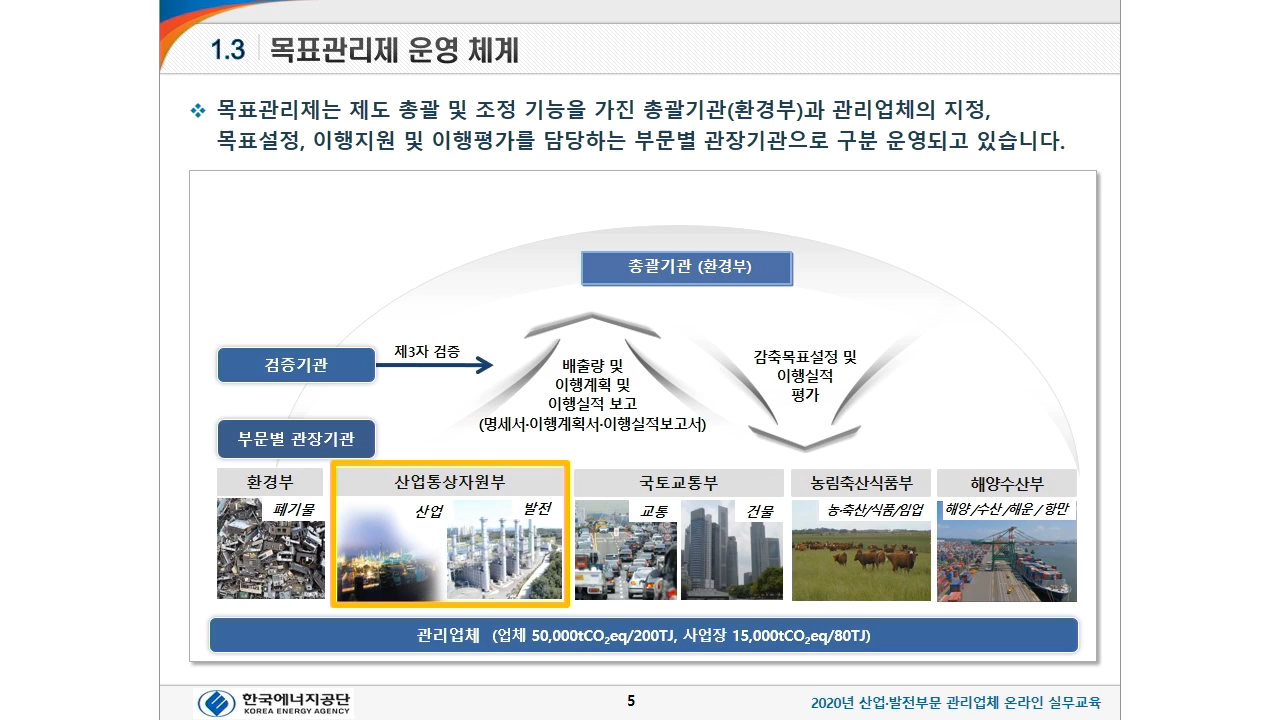 1.3 목표관리제 운영 체계
목표관리제는 제도 총괄 및 조정 기능을 가진 총괄기관(환경부)과 관리업체의 지정,
목표설정, 이행지원 및 이행평가를 담당하는 부문별 관장기관으로 구분 운영되고 있습니다.
총괄기관 (환경부)
검증기관
제3자 검증
배출량 및
이행계획 및
이행실적 보고
(명세서·이행계획서·이행실적보고서)
감축목표설정 및
이행실적
평가
부문별 관장기관
환경부
산업통상자원부
국토교통부
농림축산식품부
해양수산부
폐기물
산업
발전
교통
건물
농·축산/식품/임업
해양/수산/해운/항만
관리업체 (업체 50,000tCO₂eq/200TJ, 사업장 15,000tCO₂eq/80TJ)
한국에너지공단
KOREA ENERGY AGENCY
5
2020년 산업·발전부문 관리업체 온라인 실무교육